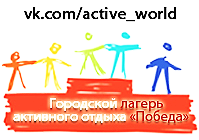 vk.com/active_world
Городской лагерь
активного отдыха «Победа»